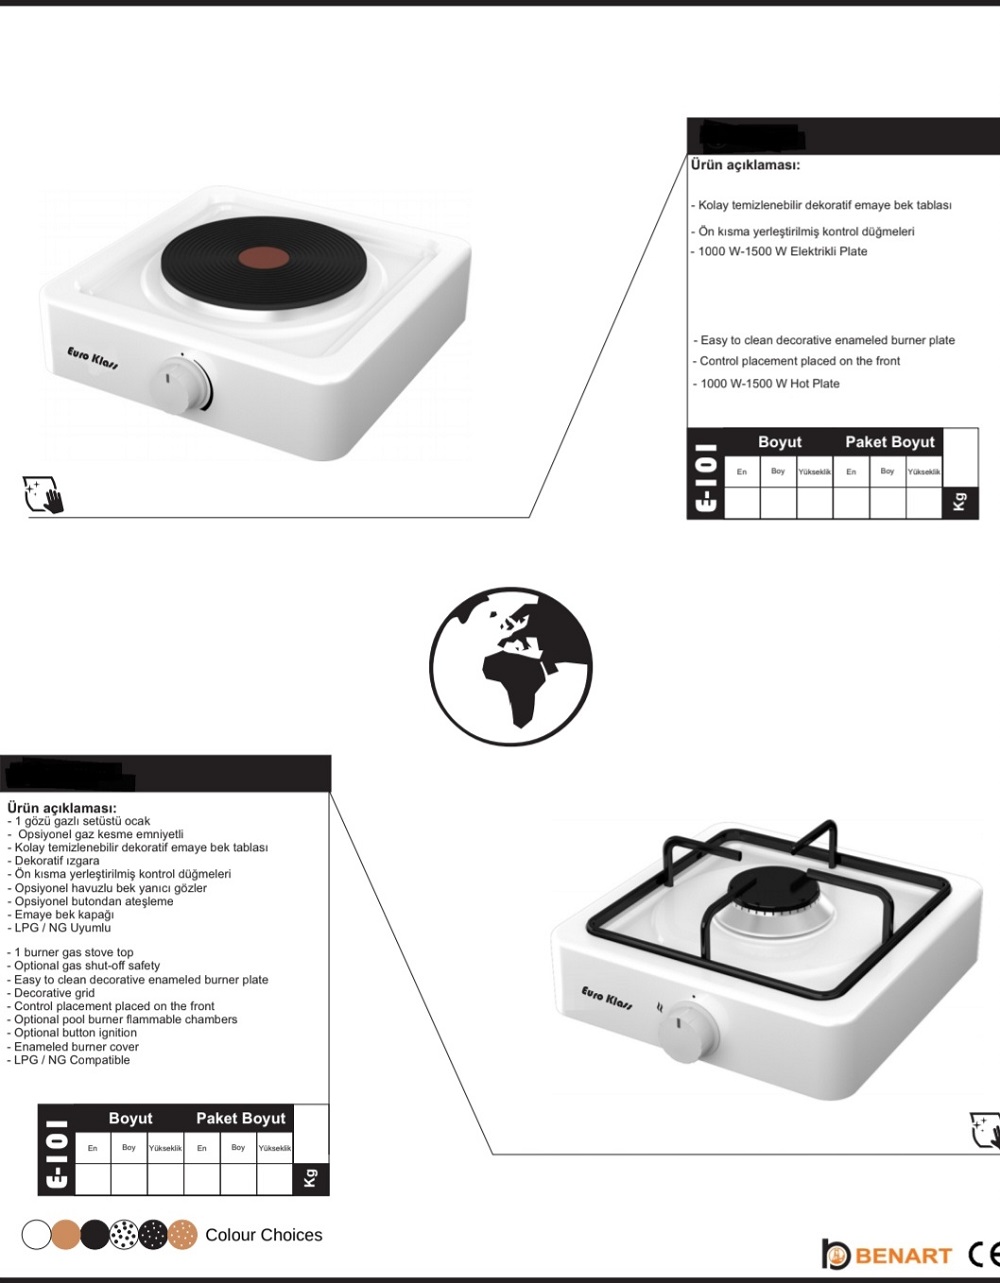 Ürün açıklaması:
- Kolay temizlenebilir dekoratif emaye bek tablası
- Ön kısma yerleştirilmiş kontrol düğmeleri
- 1000 W-1500 W Elektrikli Plate
Euro Klass
- Easy to clean decorative enameled burner plate
- Control placement placed on the front
- 1000 W-1500 W Hot Plate
E-101
Boyut Paket Boyut
En Boy Yükseklik En Boy Yükseklik
Kg
Ürün açıklaması:
- 1 gözü gazlı setüstü ocak
- Opsiyonel gaz kesme emniyetli
- Kolay temizlenebilir dekoratif emaye bek tablası
- Dekoratif ızgara
- Ön kısma yerleştirilmiş kontrol düğmeleri
- Opsiyonel havuzlu bek yanıcı gözler
- Opsiyonel butondan ateşleme
- Emaye bek kapağı
- LPG / NG Uyumlu
- 1 burner gas stove top
- Optional gas shut-off safety
- Easy to clean decorative enameled burner plate
- Decorative grid
- Control placement placed on the front
- Optional pool burner flammable chambers
- Optional button ignition
- Enameled burner cover
- LPG / NG Compatible
Euro Klass
E-101
Boyut Paket Boyut
En Boy Yükseklik En Boy Yükseklik
Kg
Colour Choices
BENART CE